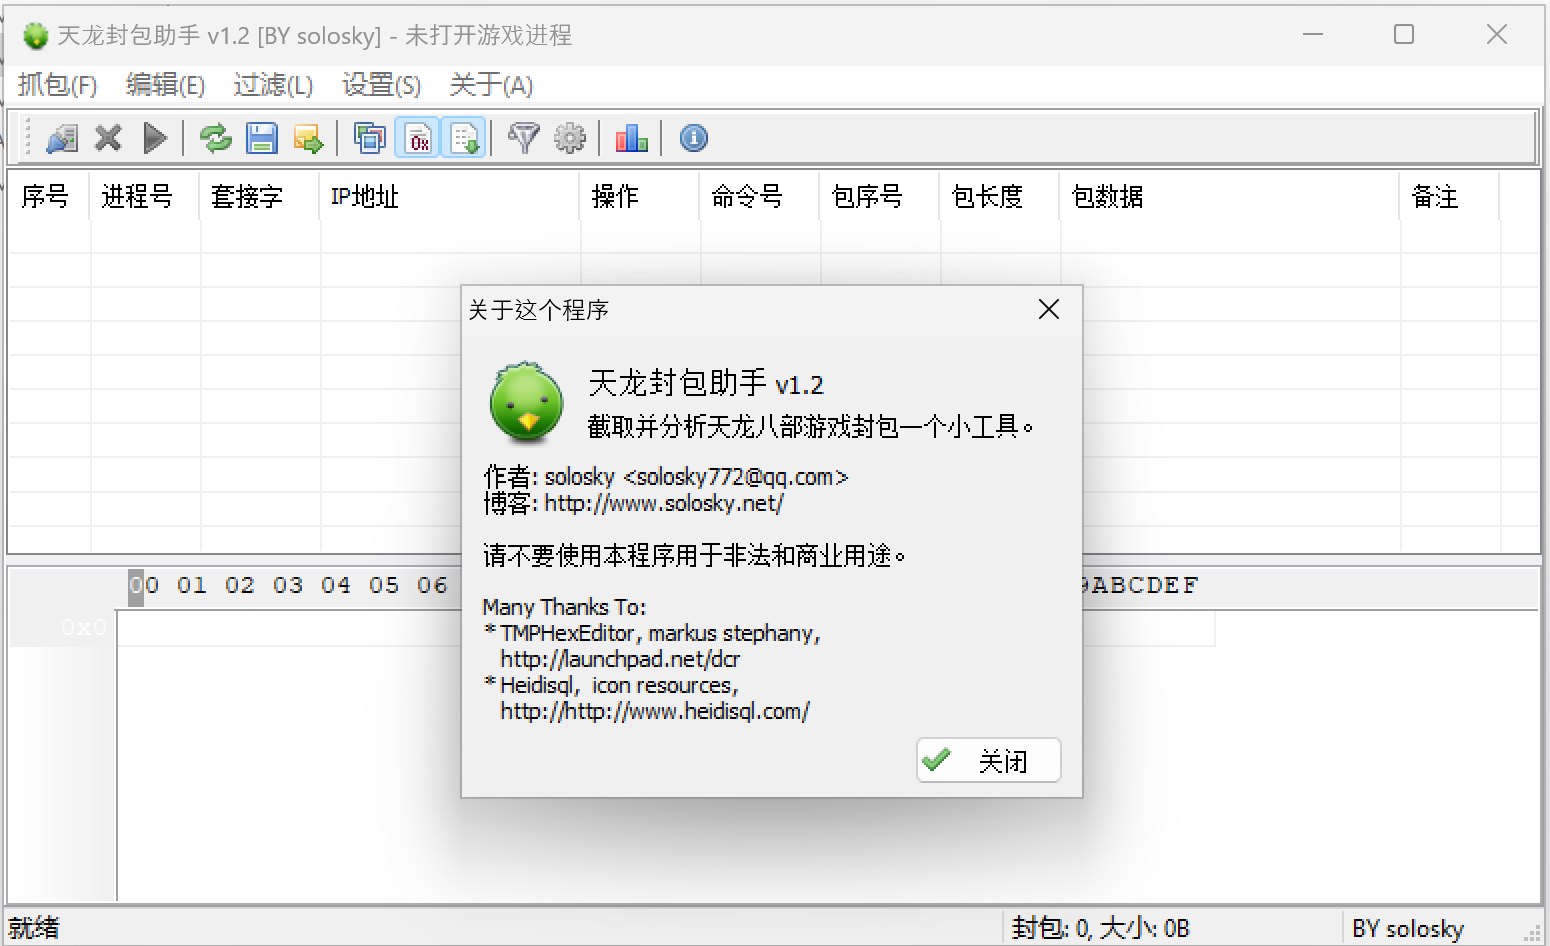 天龙封包助手 v1.2 [BY solosky] - 未打开游戏进程
抓包(F) 编辑(E) 过滤(L) 设置(S) 关于(A)
0x
序号 进程号 套接字 IP地址 操作 命令号 包序号 包长度 包数据 备注
关于这个程序
天龙封包助手 v1.2
截取并分析天龙八部游戏封包一个小工具。
作者: solosky <solosky772@qq.com>
博客: http://www.solosky.net/
请不要使用本程序用于非法和商业用途。
Many Thanks To:
* TMPHexEditor, markus stephany,
http://launchpad.net/dcr
* Heidisql, icon resources,
http://http://www.heidisql.com/
关闭
00 01 02 03 04 05 06 9ABCDEF
0x0
就绪 封包: 0, 大小: 0B BY solosky